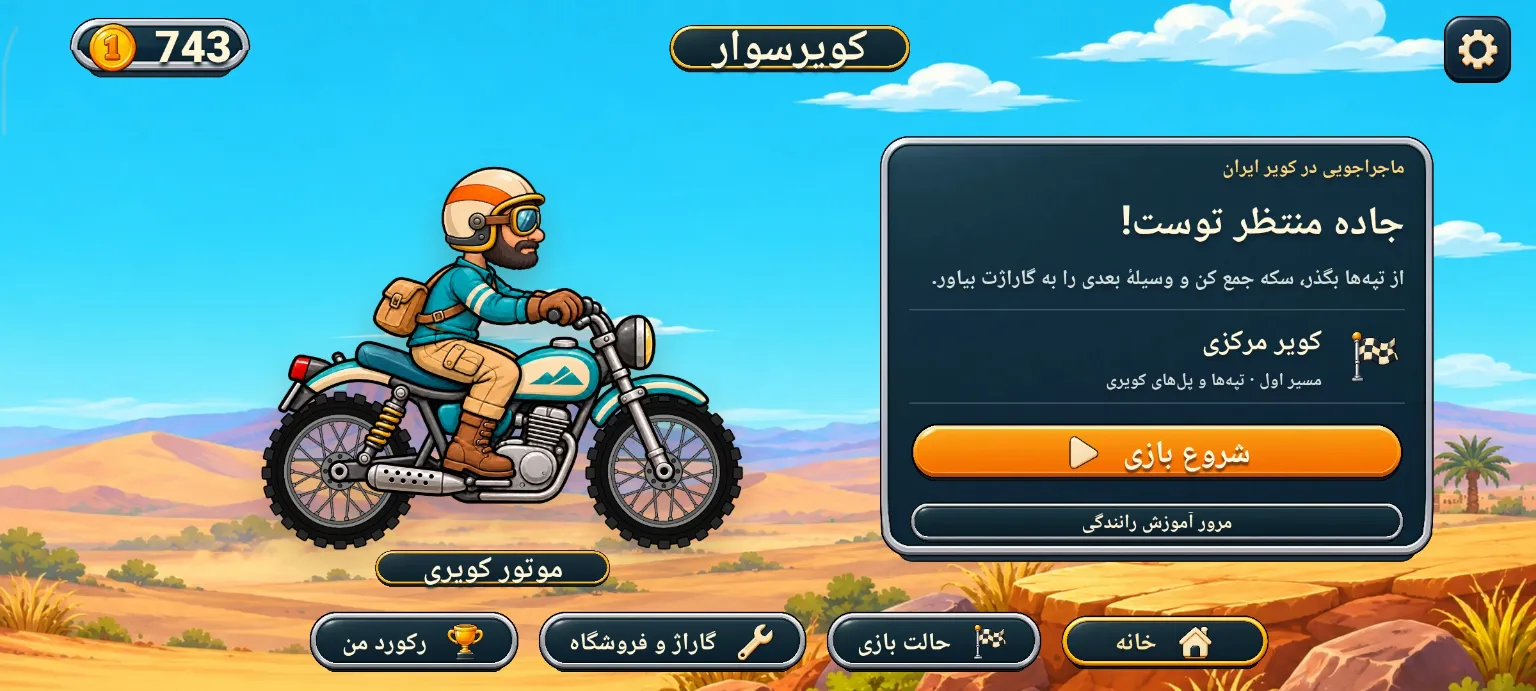 743
کویرسوار
ماجراجویی در کویر ایران
جاده منتظر توست!
از تپه‌ها بگذر، سکه جمع کن و وسیلهٔ بعدی را به گاراژت بیاور.
کویر مرکزی
مسیر اول · تپه‌ها و پل‌های کویری
شروع بازی
مرور آموزش رانندگی
موتور کویری
خانه
حالت بازی
گاراژ و فروشگاه
رکورد من